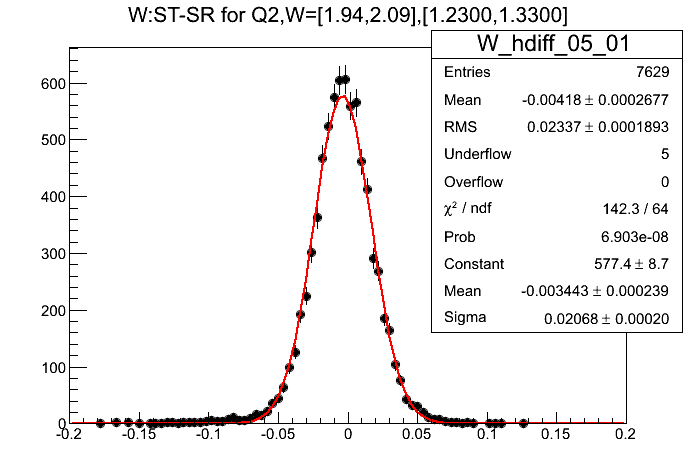 W:ST-SR for Q2,W=[1.94,2.09],[1.2300,1.3300]
W_hdiff_05_01
Entries 7629
Mean -0.00418 ± 0.0002677
RMS 0.02337 ± 0.0001893
Underflow 5
Overflow 0
χ² / ndf 142.3 / 64
Prob 6.903e-08
Constant 577.4 ± 8.7
Mean -0.003443 ± 0.000239
Sigma 0.02068 ± 0.00020
600
500
400
300
200
100
0
-0.2 -0.15 -0.1 -0.05 0 0.05 0.1 0.15 0.2